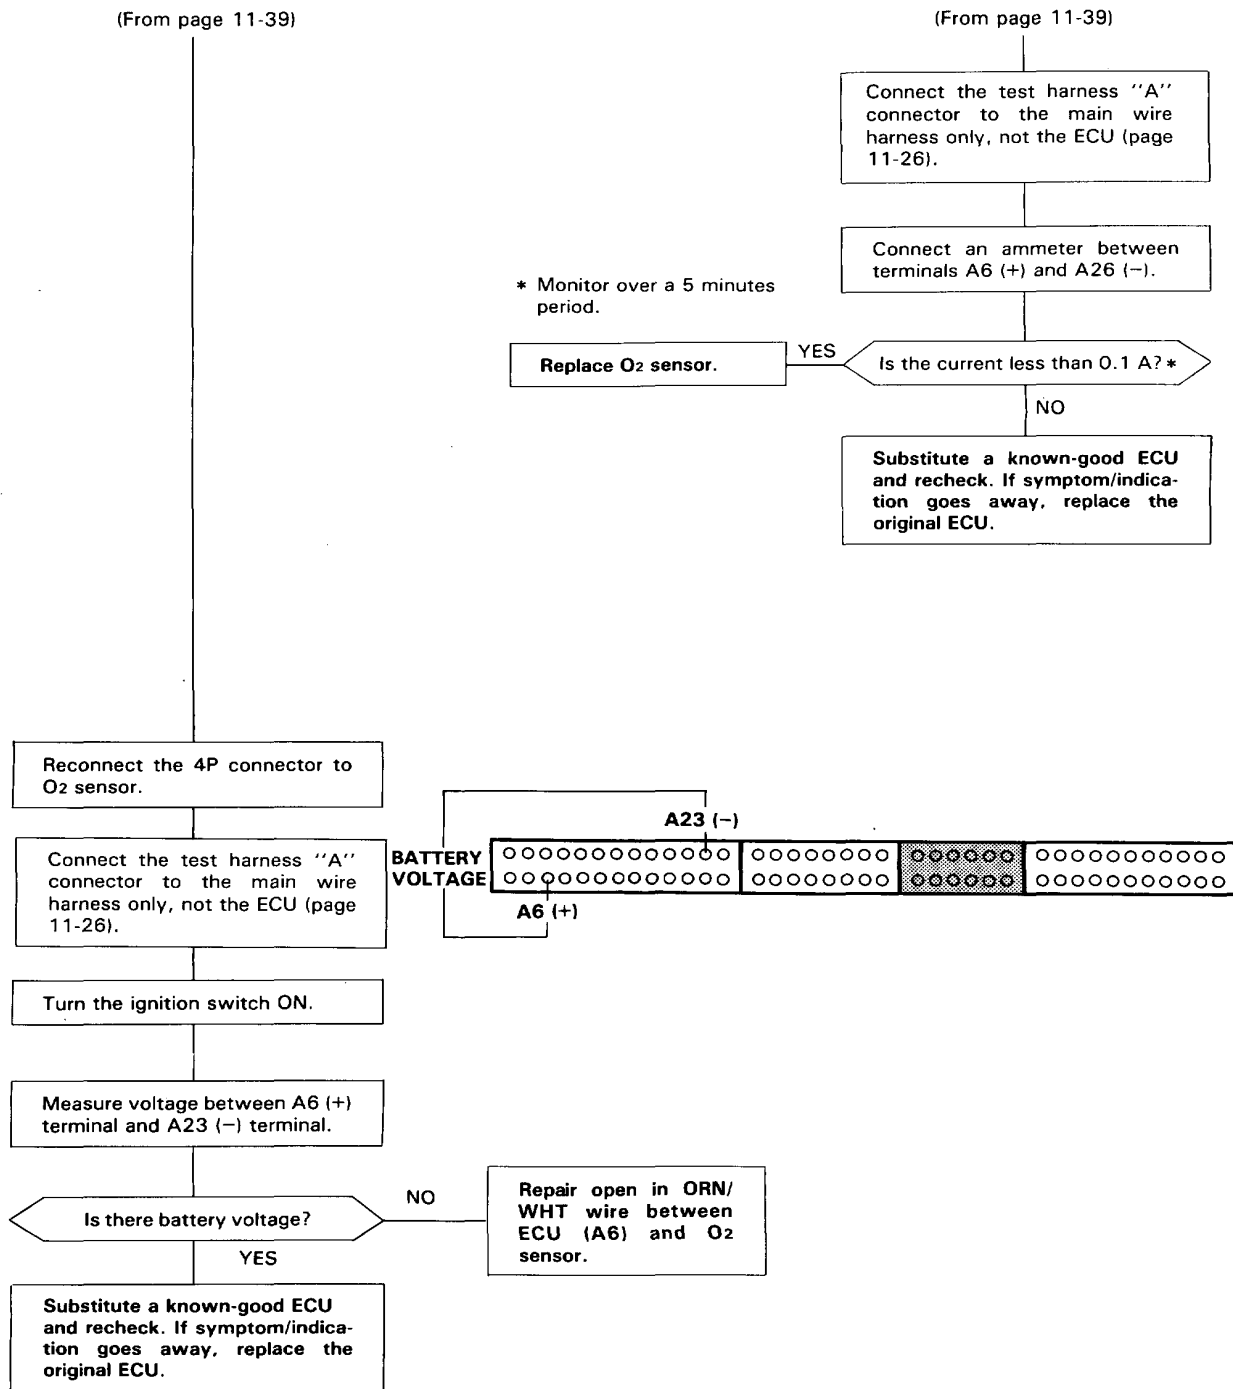 (From page 11-39)
(From page 11-39)
Connect the test harness ''A''
connector to the main wire
harness only, not the ECU (page
11-26).
Connect an ammeter between
terminals A6 (+) and A26 (−).
* Monitor over a 5 minutes
period.
Replace O2 sensor.
YES
Is the current less than 0.1 A? *
NO
Substitute a known-good ECU
and recheck. If symptom/indica-
tion goes away, replace the
original ECU.
Reconnect the 4P connector to
O2 sensor.
Connect the test harness ''A''
connector to the main wire
harness only, not the ECU (page
11-26).
A23 (−)
BATTERY
VOLTAGE
A6 (+)
Turn the ignition switch ON.
Measure voltage between A6 (+)
terminal and A23 (−) terminal.
Is there battery voltage?
NO
Repair open in ORN/
WHT wire between
ECU (A6) and O2
sensor.
YES
Substitute a known-good ECU
and recheck. If symptom/indica-
tion goes away, replace the
original ECU.